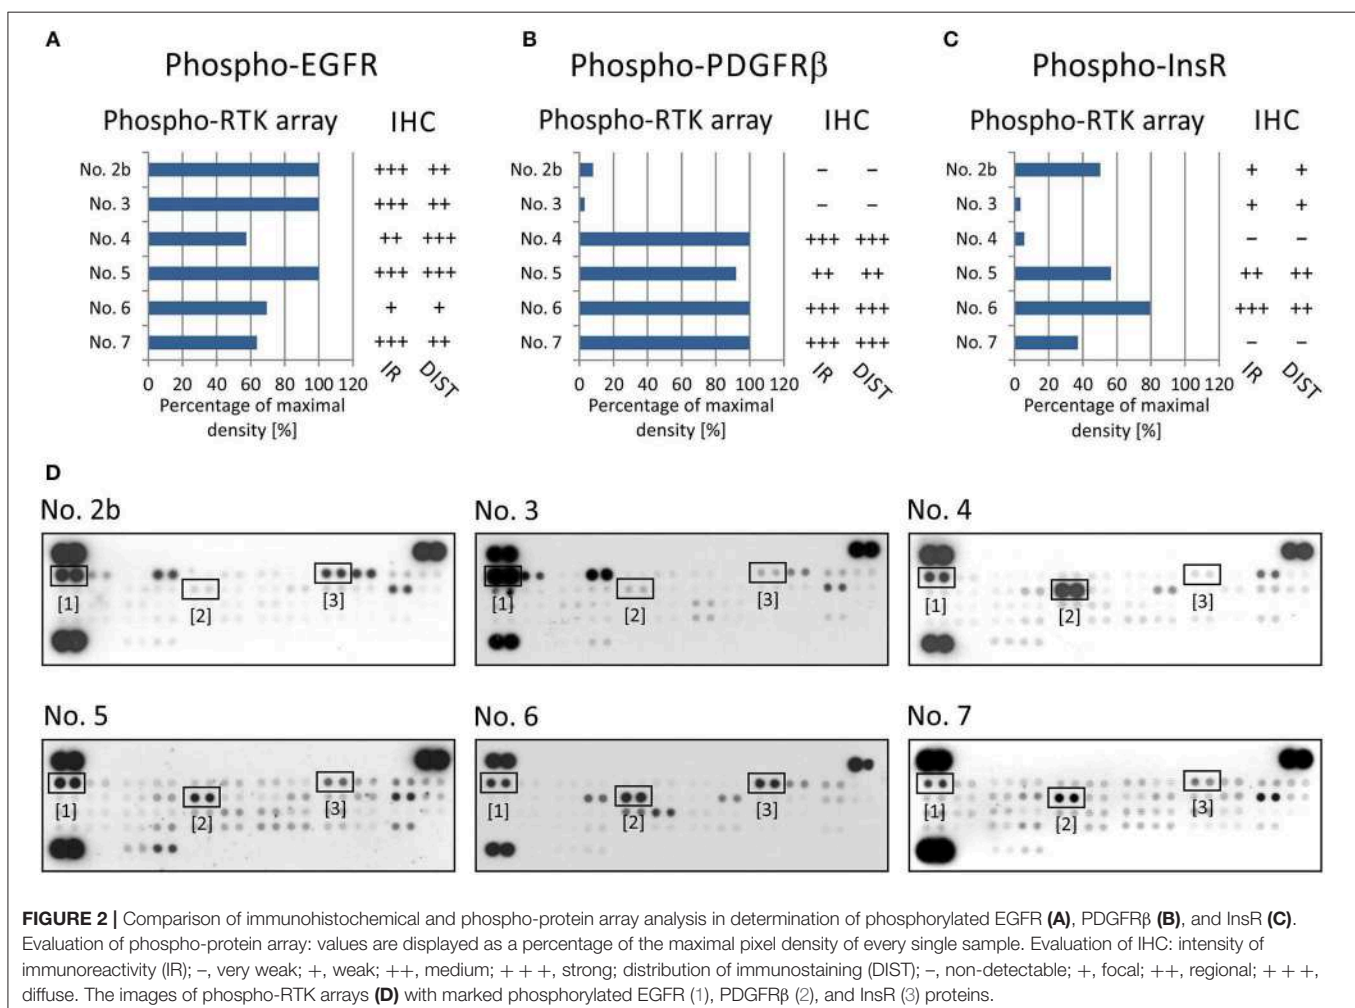 A
Phospho-EGFR
Phospho-RTK array IHC
No. 2b +++ ++
No. 3 +++ ++
No. 4 ++ +++
No. 5 +++ +++
No. 6 + +
No. 7 +++ ++
0 20 40 60 80 100 120 IR DIST
Percentage of maximal
density [%]
B
Phospho-PDGFRβ
Phospho-RTK array IHC
No. 2b – –
No. 3 – –
No. 4 +++ +++
No. 5 ++ ++
No. 6 +++ +++
No. 7 +++ +++
0 20 40 60 80 100 120 IR DIST
Percentage of maximal
density [%]
C
Phospho-InsR
Phospho-RTK array IHC
No. 2b + +
No. 3 + +
No. 4 – –
No. 5 ++ ++
No. 6 +++ ++
No. 7 – –
0 20 40 60 80 100 120 IR DIST
Percentage of maximal
density [%]
D
No. 2b
[1] [2] [3]
No. 3
[1] [2] [3]
No. 4
[1] [2] [3]
No. 5
[1] [2] [3]
No. 6
[1] [2] [3]
No. 7
[1] [2] [3]
FIGURE 2 | Comparison of immunohistochemical and phospho-protein array analysis in determination of phosphorylated EGFR (A), PDGFRβ (B), and InsR (C).
Evaluation of phospho-protein array: values are displayed as a percentage of the maximal pixel density of every single sample. Evaluation of IHC: intensity of
immunoreactivity (IR); –, very weak; +, weak; ++, medium; + + +, strong; distribution of immunostaining (DIST); –, non-detectable; +, focal; ++, regional; + + +,
diffuse. The images of phospho-RTK arrays (D) with marked phosphorylated EGFR (1), PDGFRβ (2), and InsR (3) proteins.